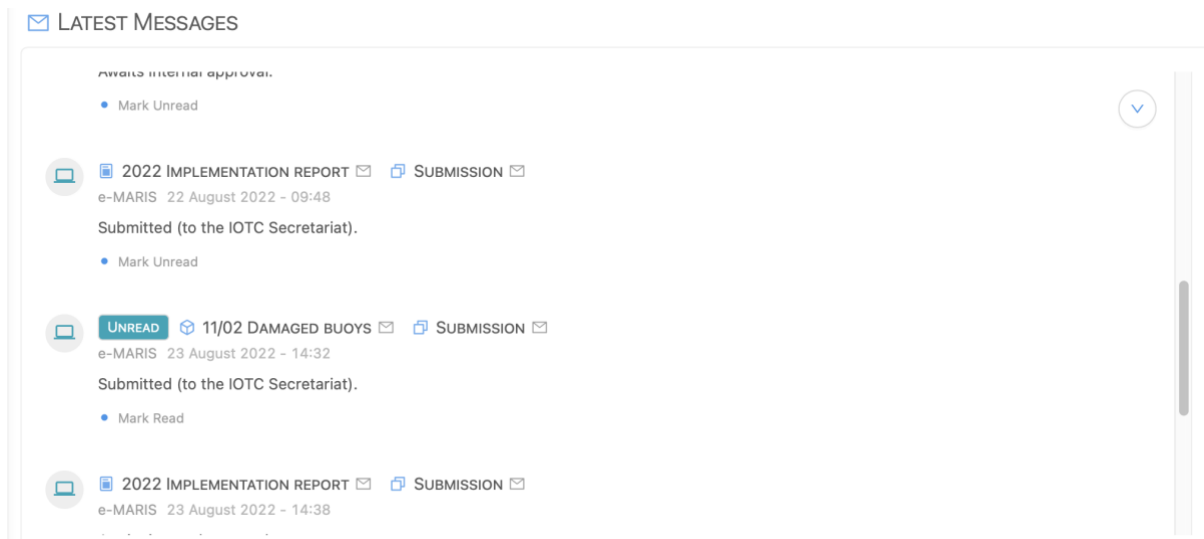 LATEST MESSAGES
Awaits internal approval.
Mark Unread
2022 IMPLEMENTATION REPORT SUBMISSION
e-MARIS 22 August 2022 - 09:48
Submitted (to the IOTC Secretariat).
Mark Unread
UNREAD 11/02 DAMAGED BUOYS SUBMISSION
e-MARIS 23 August 2022 - 14:32
Submitted (to the IOTC Secretariat).
Mark Read
2022 IMPLEMENTATION REPORT SUBMISSION
e-MARIS 23 August 2022 - 14:38